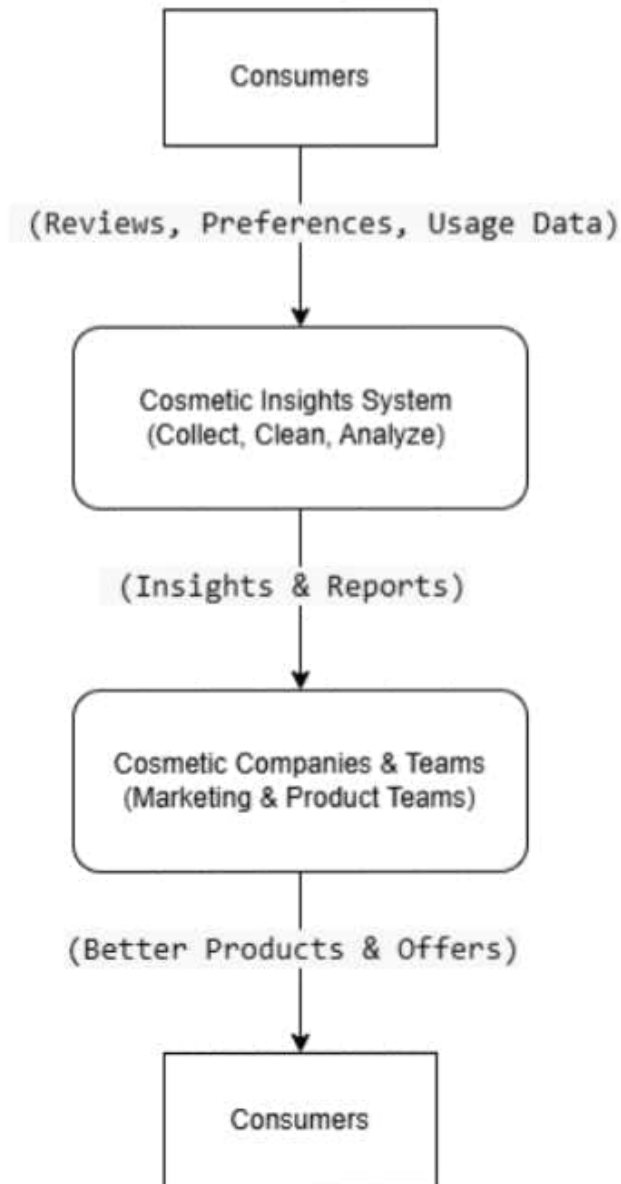 Consumers
(Reviews, Preferences, Usage Data)
Cosmetic Insights System
(Collect, Clean, Analyze)
(Insights & Reports)
Cosmetic Companies & Teams
(Marketing & Product Teams)
(Better Products & Offers)
Consumers